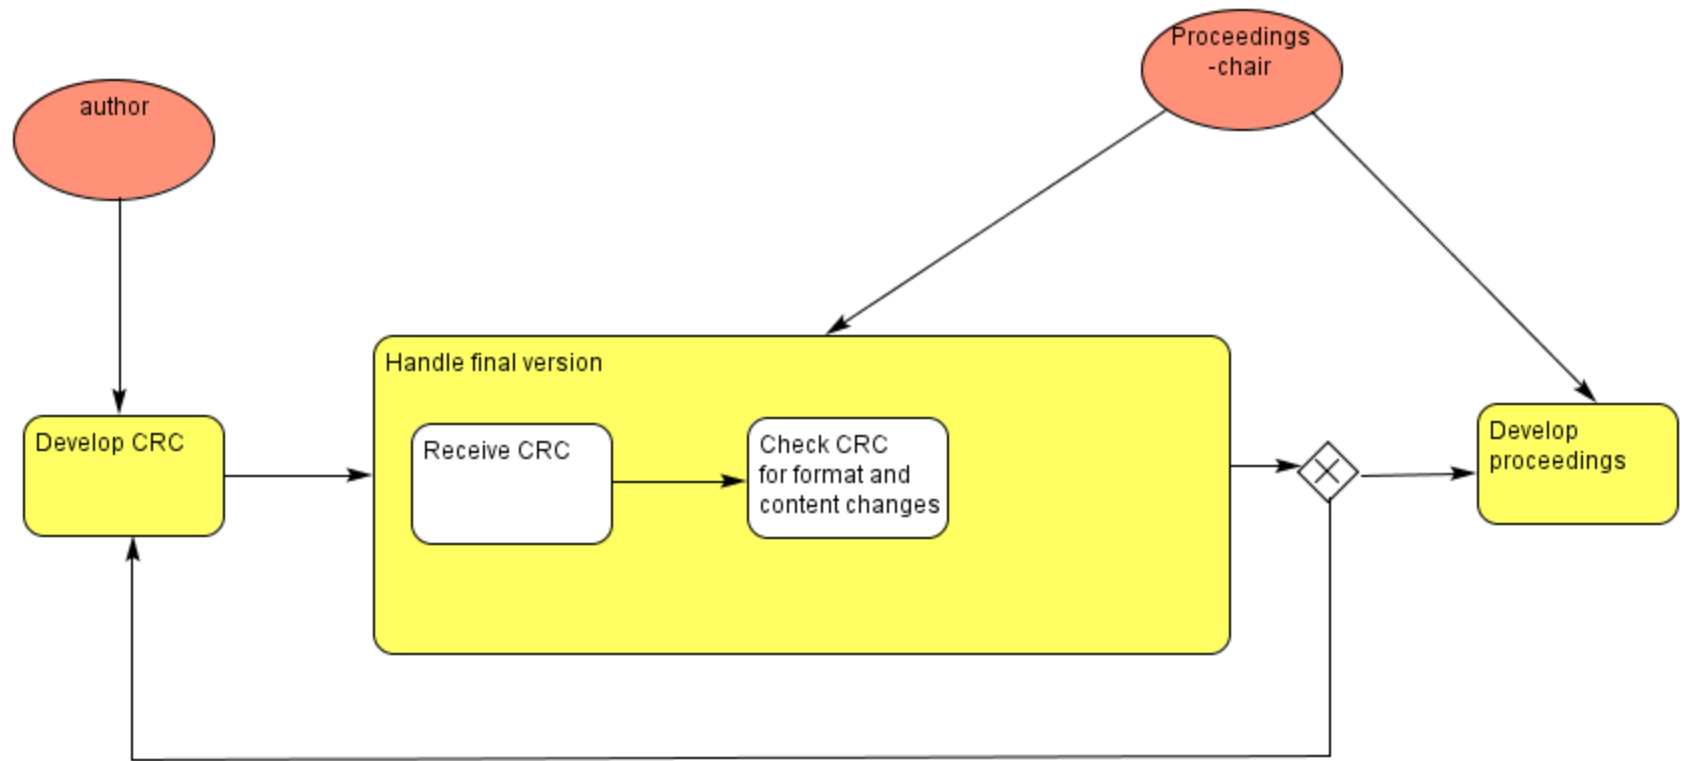 Proceedings
-chair
author
Handle final version
Develop CRC
Receive CRC
Check CRC
for format and
content changes
Develop
proceedings